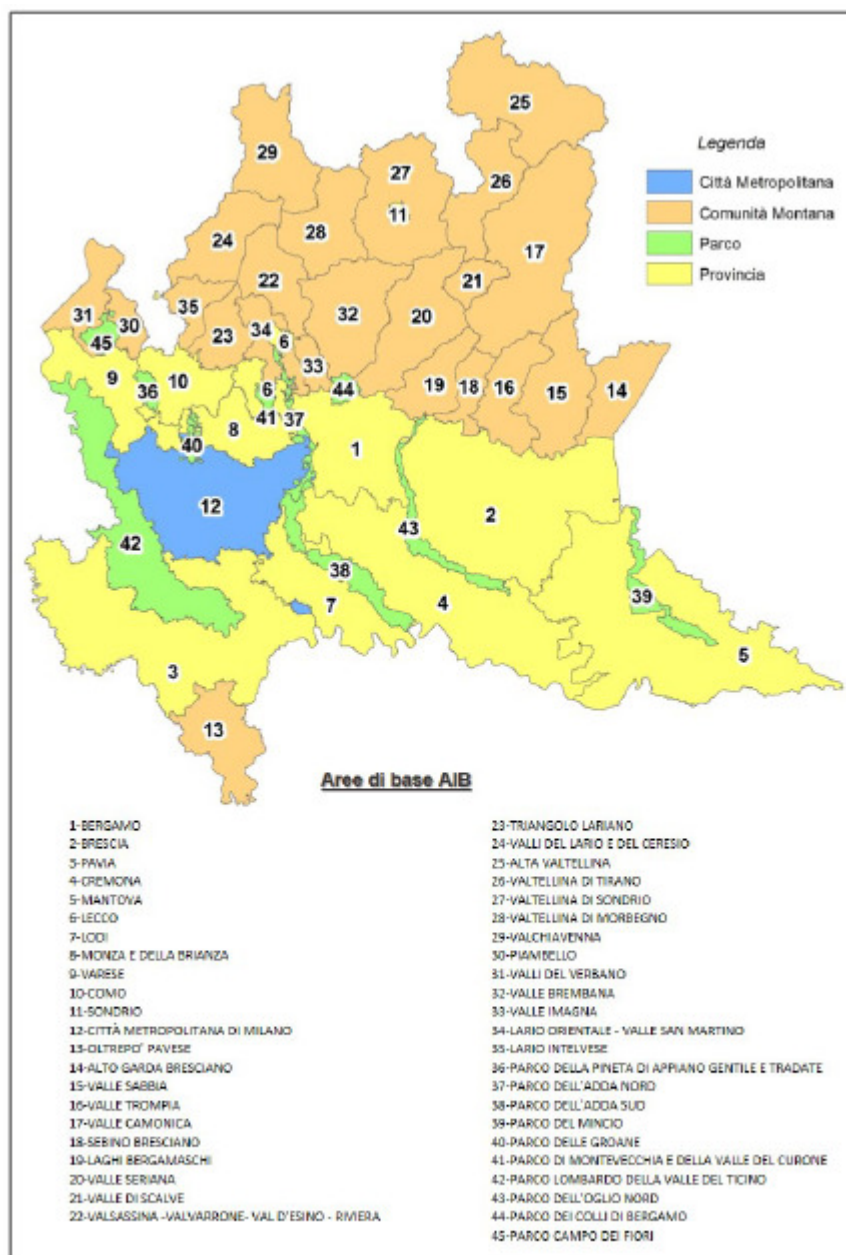 25
29
27
26
11
28
24
17
22
21
35
32
20
31
30
34
23
6
45
33
9
36
10
6
44
19
18
16
15
14
41
37
8
40
1
12
2
43
42
38
39
7
4
5
3
13
Legenda
Città Metropolitana
Comunità Montana
Parco
Provincia
Aree di base AIB
1-BERGAMO
2-BRESCIA
3-PAVIA
4-CREMONA
5-MANTOVA
6-LECCO
7-LODI
8-MONZA E DELLA BRIANZA
9-VARESE
10-COMO
11-SONDRIO
12-CITTÀ METROPOLITANA DI MILANO
13-OLTREPO' PAVESE
14-ALTO GARDA BRESCIANO
15-VALLE SABBIA
16-VALLE TROMPIA
17-VALLE CAMONICA
18-SEBINO BRESCIANO
19-LAGHI BERGAMASCHI
20-VALLE SERIANA
21-VALLE DI SCALVE
22-VALSASSINA -VALVARRONE- VAL D'ESINO - RIVIERA
23-TRIANGOLO LARIANO
24-VALLI DEL LARIO E DEL CERESIO
25-ALTA VALTELLINA
26-VALTELLINA DI TIRANO
27-VALTELLINA DI SONDRIO
28-VALTELLINA DI MORBEGNO
29-VALCHIAVENNA
30-PIAMBELLO
31-VALLI DEL VERBANO
32-VALLE BREMBANA
33-VALLE IMAGNA
34-LARIO ORIENTALE - VALLE SAN MARTINO
35-LARIO INTELVESE
36-PARCO DELLA PINETA DI APPIANO GENTILE E TRADATE
37-PARCO DELL'ADDA NORD
38-PARCO DELL'ADDA SUD
39-PARCO DEL MINCIO
40-PARCO DELLE GROANE
41-PARCO DI MONTEVECCHIA E DELLA VALLE DEL CURONE
42-PARCO LOMBARDO DELLA VALLE DEL TICINO
43-PARCO DELL'OGLIO NORD
44-PARCO DEI COLLI DI BERGAMO
45-PARCO CAMPO DEI FIORI